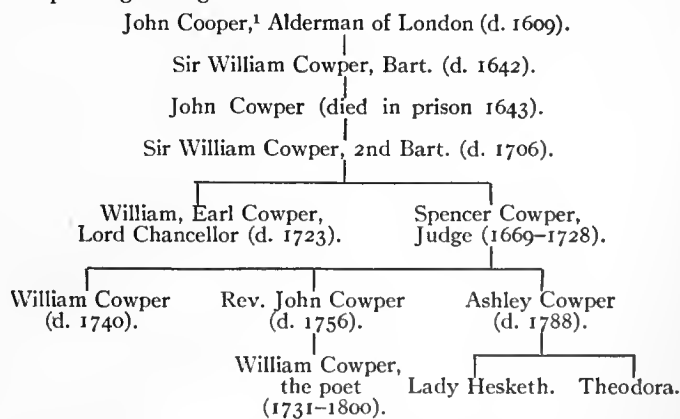 John Cooper,¹ Alderman of London (d. 1609).
Sir William Cowper, Bart. (d. 1642).
John Cowper (died in prison 1643).
Sir William Cowper, 2nd Bart. (d. 1706).
William, Earl Cowper, Spencer Cowper,
Lord Chancellor (d. 1723). Judge (1669–1728).
William Cowper Rev. John Cowper Ashley Cowper
(d. 1740). (d. 1756). (d. 1788).
William Cowper,
the poet Lady Hesketh. Theodora.
(1731–1800).